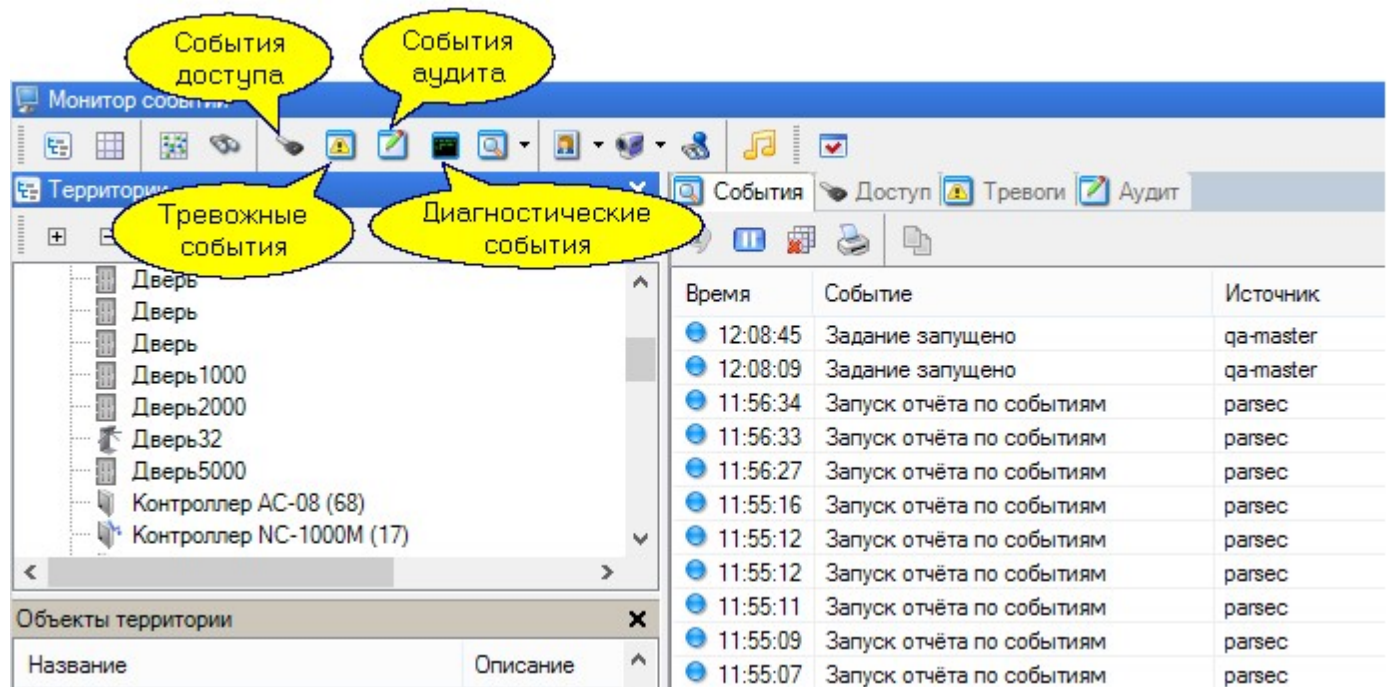 События
доступа
События
аудита
Монитор событий
Территории
События Доступ Тревоги Аудит
Тревожные
события
Диагностические
события
Дверь
Дверь
Дверь
Дверь1000
Дверь2000
Дверь32
Дверь5000
Контроллер AC-08 (68)
Контроллер NC-1000M (17)
Объекты территории
Название Описание
Время Событие Источник
12:08:45 Задание запущено qa-master
12:08:09 Задание запущено qa-master
11:56:34 Запуск отчёта по событиям parsec
11:56:33 Запуск отчёта по событиям parsec
11:56:27 Запуск отчёта по событиям parsec
11:55:16 Запуск отчёта по событиям parsec
11:55:12 Запуск отчёта по событиям parsec
11:55:12 Запуск отчёта по событиям parsec
11:55:11 Запуск отчёта по событиям parsec
11:55:09 Запуск отчёта по событиям parsec
11:55:07 Запуск отчёта по событиям parsec